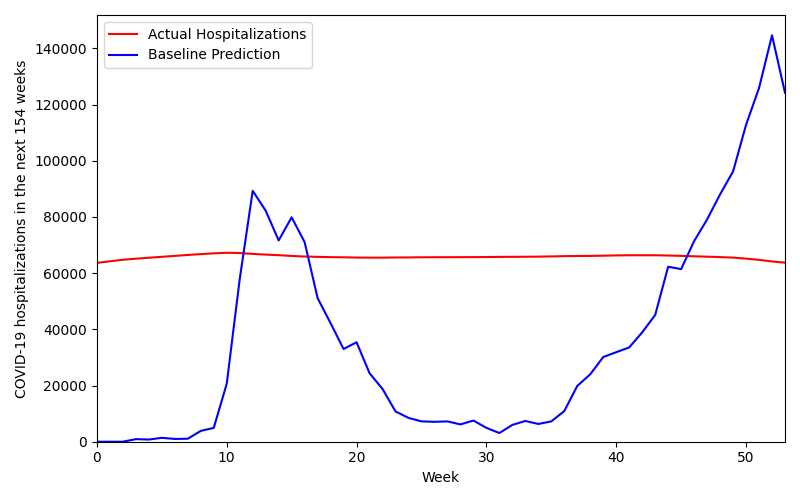 Actual Hospitalizations
Baseline Prediction
COVID-19 hospitalizations in the next 154 weeks
140000
120000
100000
80000
60000
40000
20000
0
0 10 20 30 40 50
Week